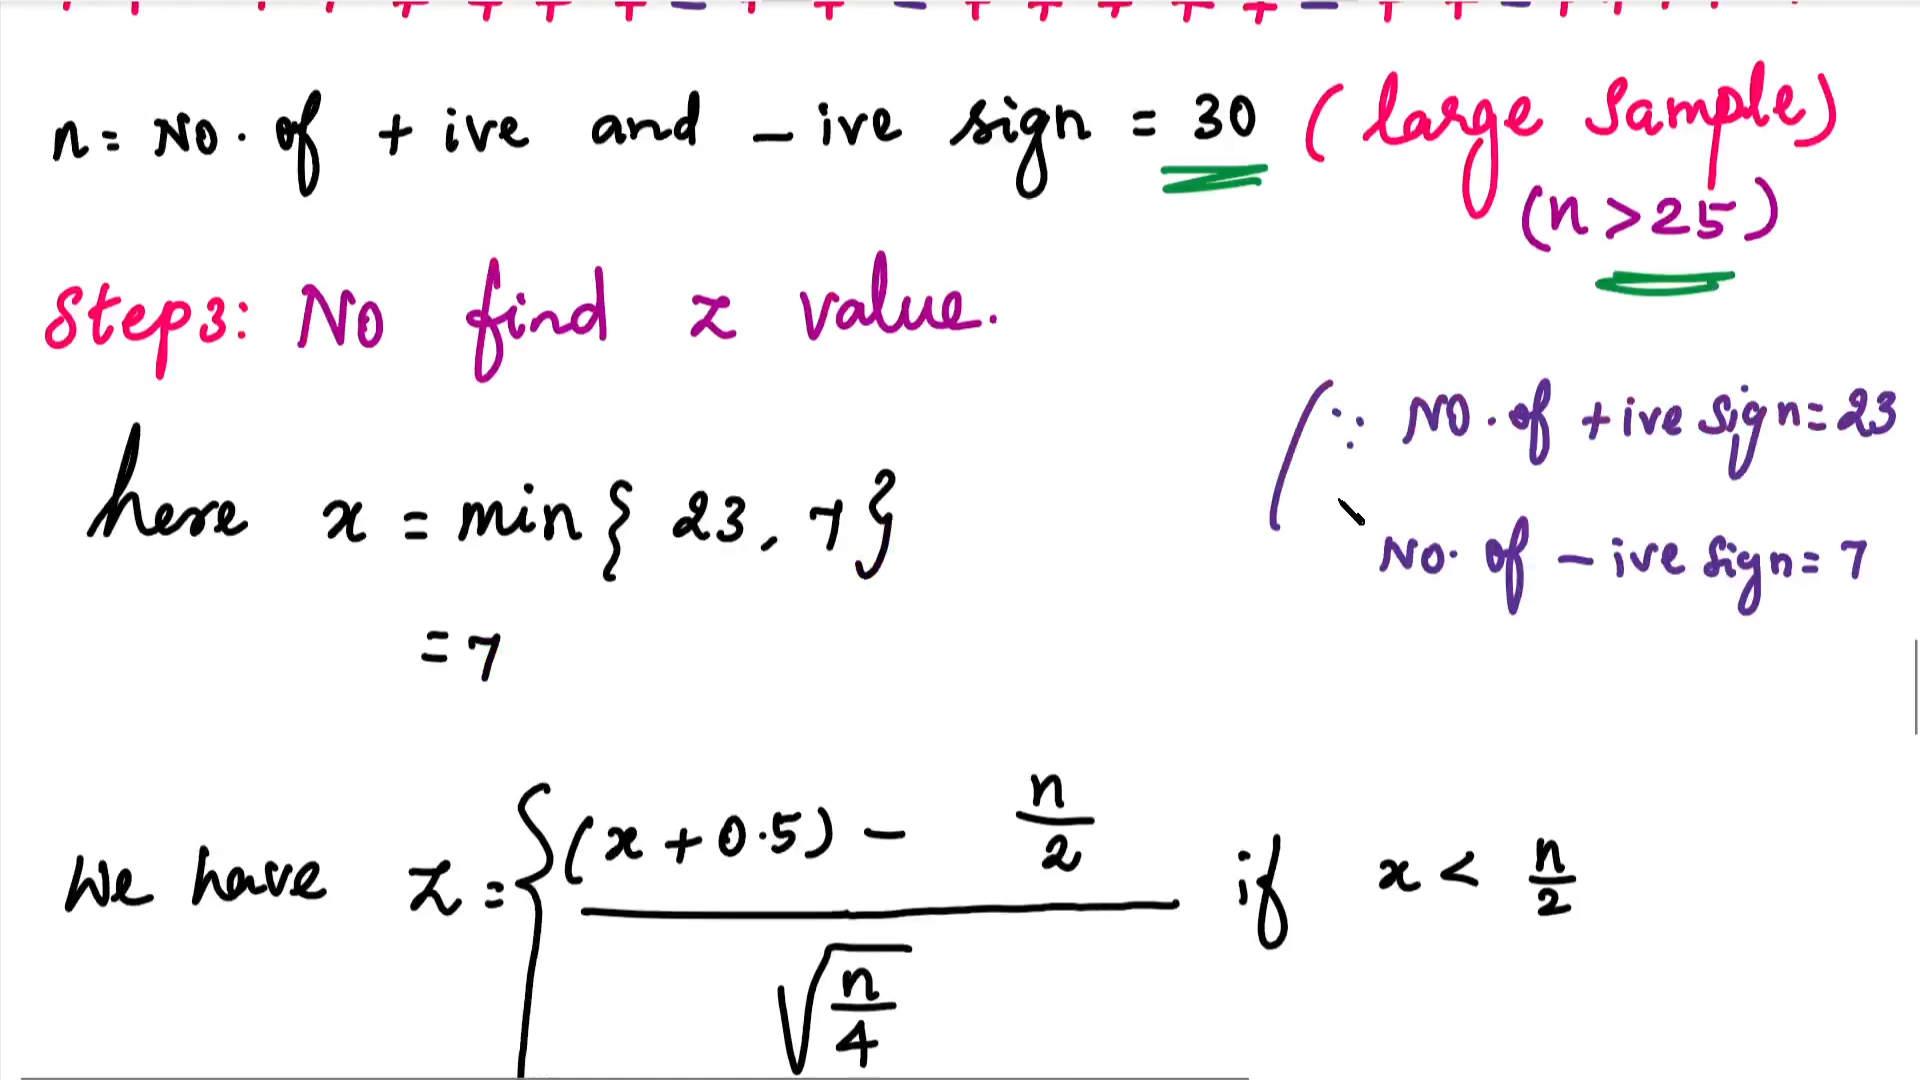 n = No. of + ive and - ive sign = 30 (large sample)
(n > 25)
Step3: No find z value.
∵ No. of + ive sign = 23
here x = min { 23, 7 }
No. of - ive sign = 7
= 7
We have z = { (x + 0.5) - n/2 / √(n/4) if x < n/2